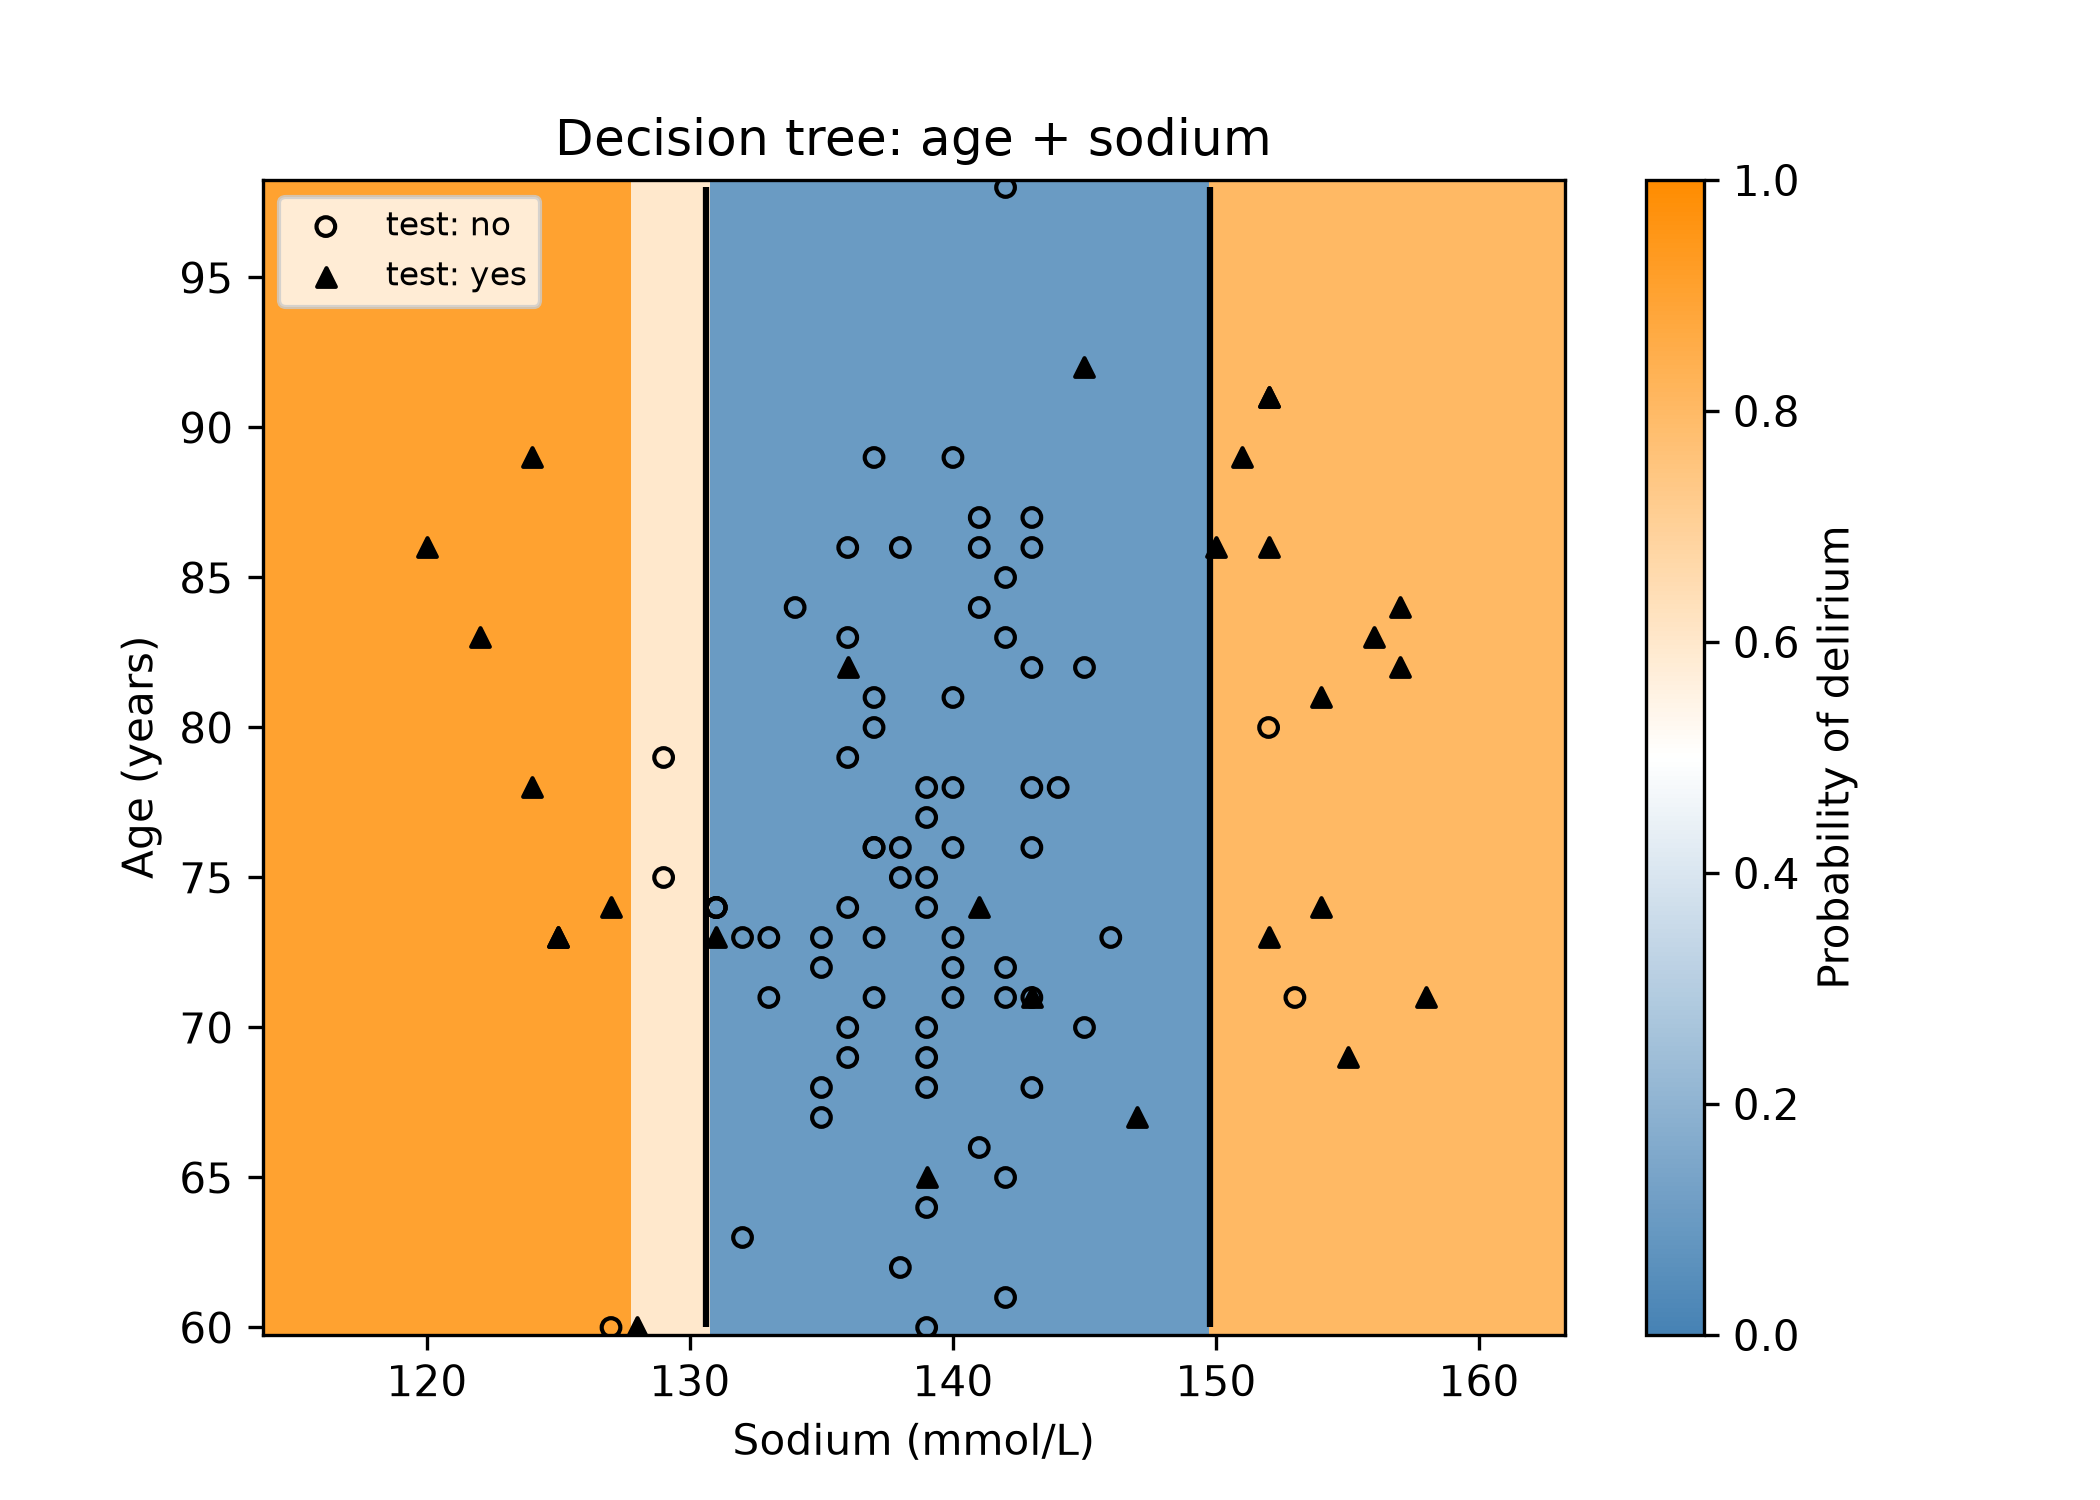 Decision tree: age + sodium
test: no
test: yes
Age (years)
95
90
85
80
75
70
65
60
120 130 140 150 160
Sodium (mmol/L)
1.0
0.8
0.6
0.4
0.2
0.0
Probability of delirium